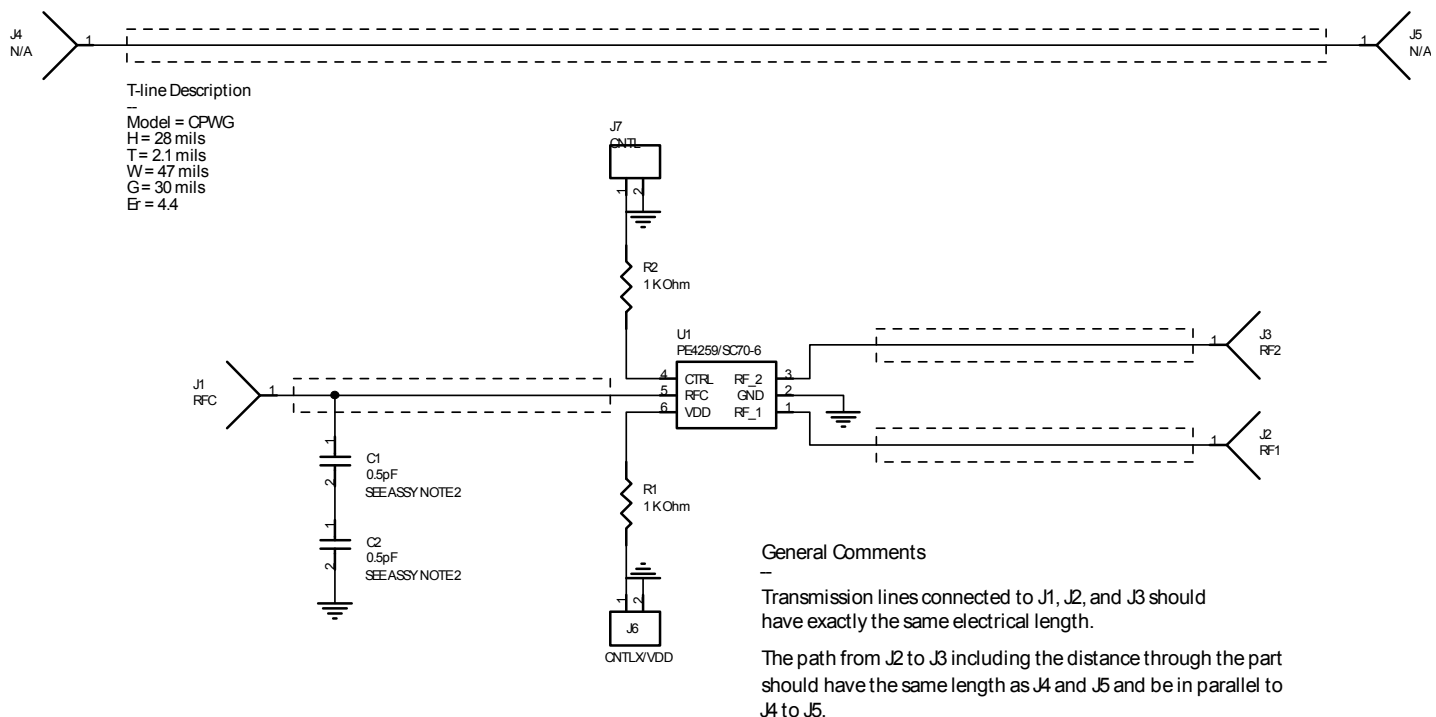 J4
N/A
1
1
J5
N/A
T-line Description
--
Model = CPWG
H = 28 mils
T = 2.1 mils
W = 47 mils
G = 30 mils
Er = 4.4
J7
CNTL
1
2
R2
1 KOhm
U1
PE4259/SC70-6
4
CTRL
RF_2
3
5
RFC
GND
2
6
VDD
RF_1
1
J1
RFC
1
1
J3
RF2
1
J2
RF1
1
2
C1
0.5pF
SEE ASSY NOTE 2
1
2
C2
0.5pF
SEE ASSY NOTE 2
R1
1 KOhm
1
2
J6
CNTLX/VDD
General Comments
--
Transmission lines connected to J1, J2, and J3 should
have exactly the same electrical length.
The path from J2 to J3 including the distance through the part
should have the same length as J4 and J5 and be in parallel to
J4 to J5.